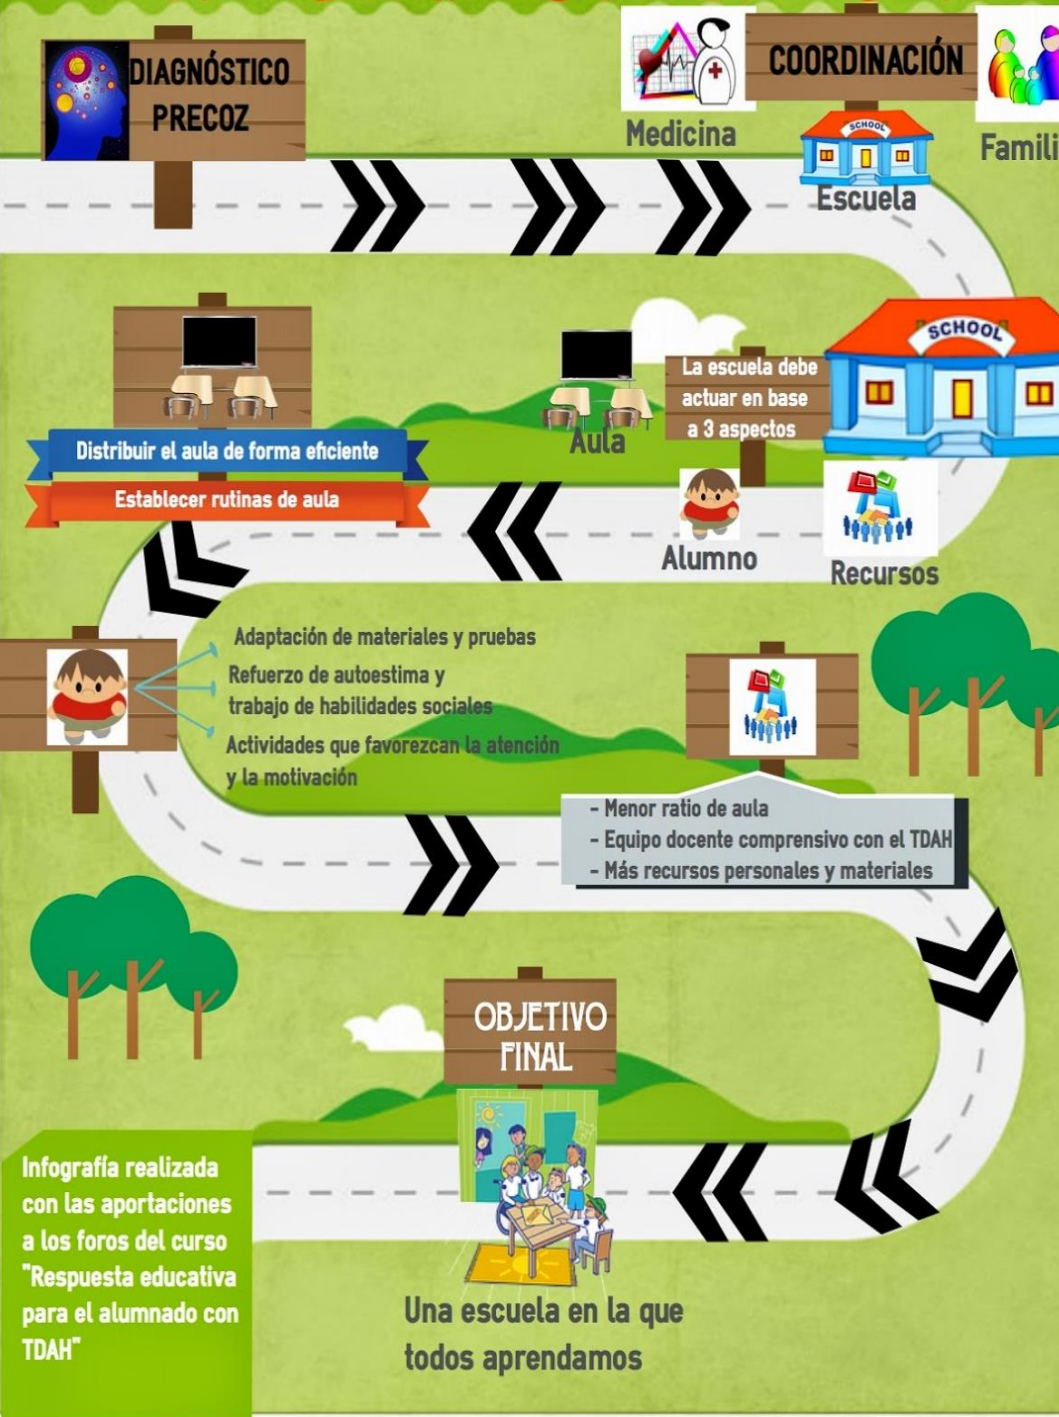 DIAGNÓSTICO
PRECOZ
COORDINACIÓN
Medicina
SCHOOL
Escuela
Famili
SCHOOL
La escuela debe
actuar en base
a 3 aspectos
Aula
Alumno
Recursos
Distribuir el aula de forma eficiente
Establecer rutinas de aula
Adaptación de materiales y pruebas
Refuerzo de autoestima y
trabajo de habilidades sociales
Actividades que favorezcan la atención
y la motivación
- Menor ratio de aula
- Equipo docente comprensivo con el TDAH
- Más recursos personales y materiales
OBJETIVO
FINAL
Una escuela en la que
todos aprendamos
Infografía realizada
con las aportaciones
a los foros del curso
"Respuesta educativa
para el alumnado con
TDAH"